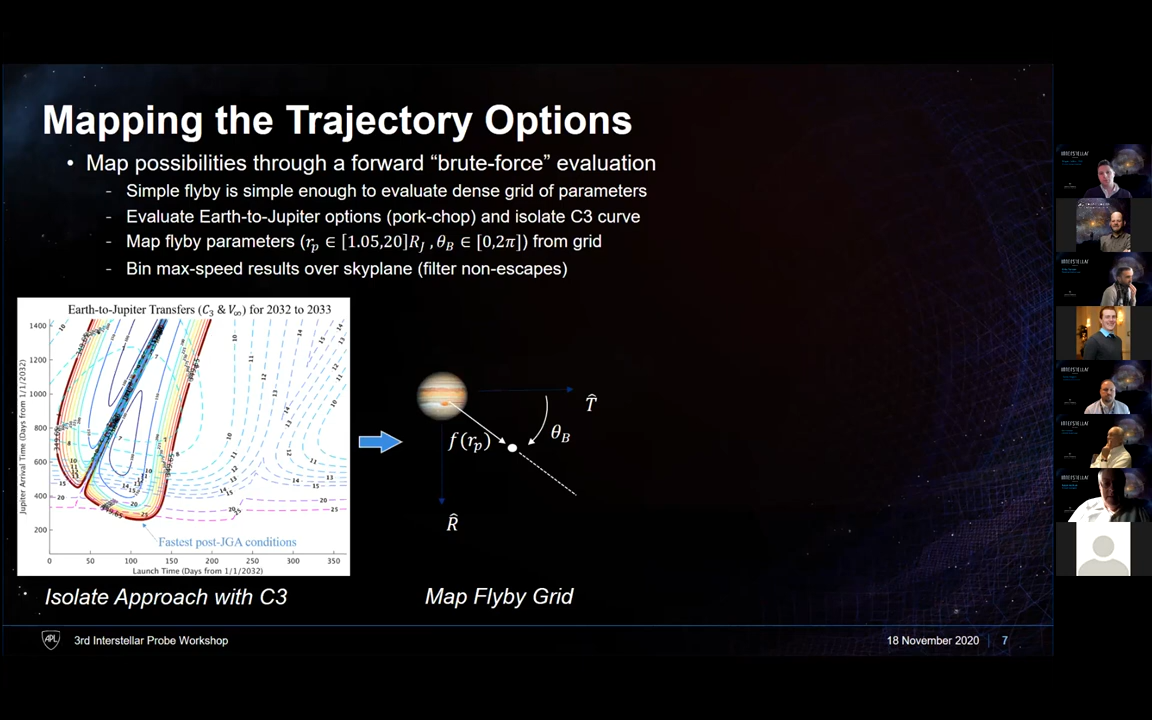 Mapping the Trajectory Options
• Map possibilities through a forward “brute-force” evaluation
- Simple flyby is simple enough to evaluate dense grid of parameters
- Evaluate Earth-to-Jupiter options (pork-chop) and isolate C3 curve
- Map flyby parameters (r_p ∈ [1.05,20]R_J , θ_B ∈ [0,2π]) from grid
- Bin max-speed results over skyplane (filter non-escapes)
Earth-to-Jupiter Transfers (C₃ & V∞) for 2032 to 2033
Jupiter Arrival Time (Days from 1/1/2032)
1400
1200
1000
800
600
400
200
0 50 100 150 200 250 300 350
Launch Time (Days from 1/1/2032)
Fastest post-JGA conditions
T̂
θ_B
f(r_p)
R̂
Isolate Approach with C3
Map Flyby Grid
APL
3rd Interstellar Probe Workshop
18 November 2020 | 7